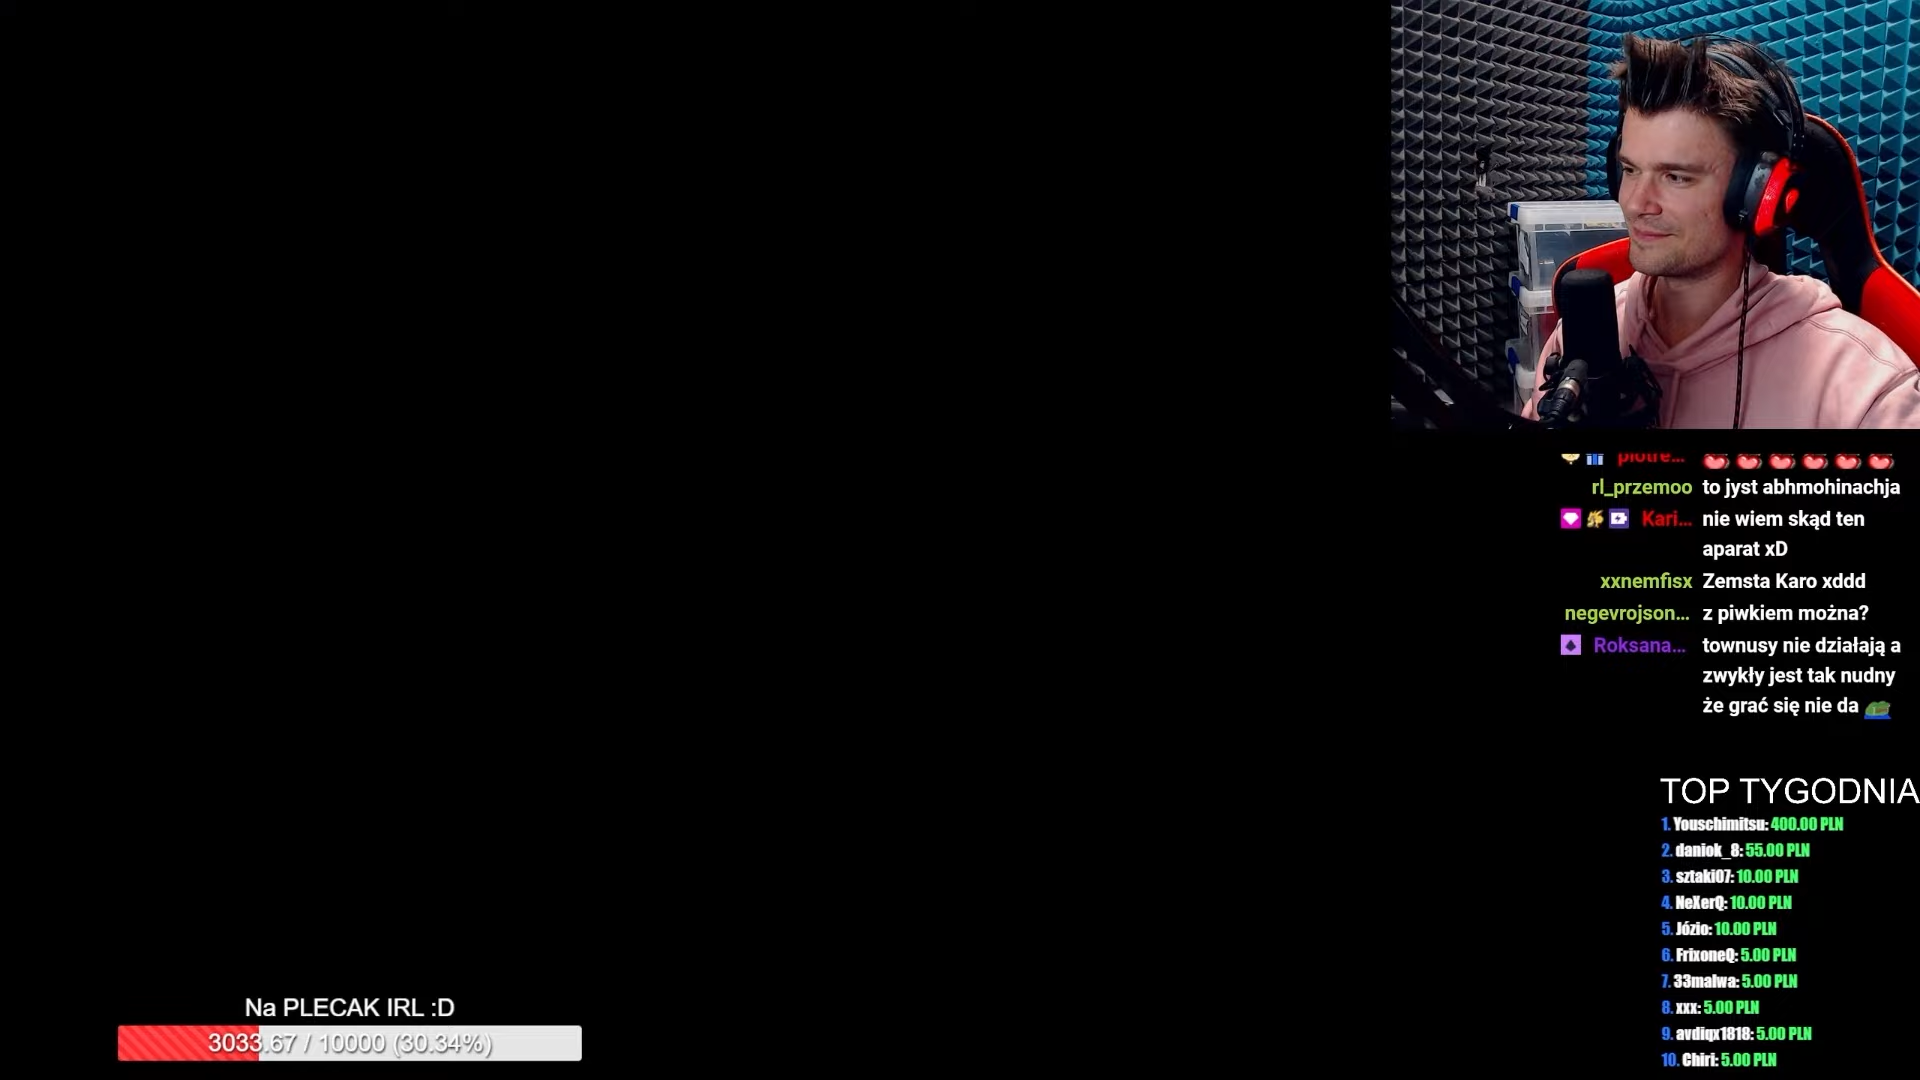 piotre...
rl_przemoo to jyst abhmohinachja
Kari... nie wiem skąd ten
aparat xD
xxnemfisx Zemsta Karo xddd
negevrojson... z piwkiem można?
Roksana... townusy nie działają a
zwykły jest tak nudny
że grać się nie da
TOP TYGODNIA
1. Youschimitsu: 400.00 PLN
2. daniok_8: 55.00 PLN
3. sztaki07: 10.00 PLN
4. NeXerQ: 10.00 PLN
5. Józio: 10.00 PLN
6. FrixoneQ: 5.00 PLN
7. 33malwa: 5.00 PLN
8. xxx: 5.00 PLN
9. avdiqx1818: 5.00 PLN
10. Chiri: 5.00 PLN
Na PLECAK IRL :D
3033.67 / 10000 (30.34%)